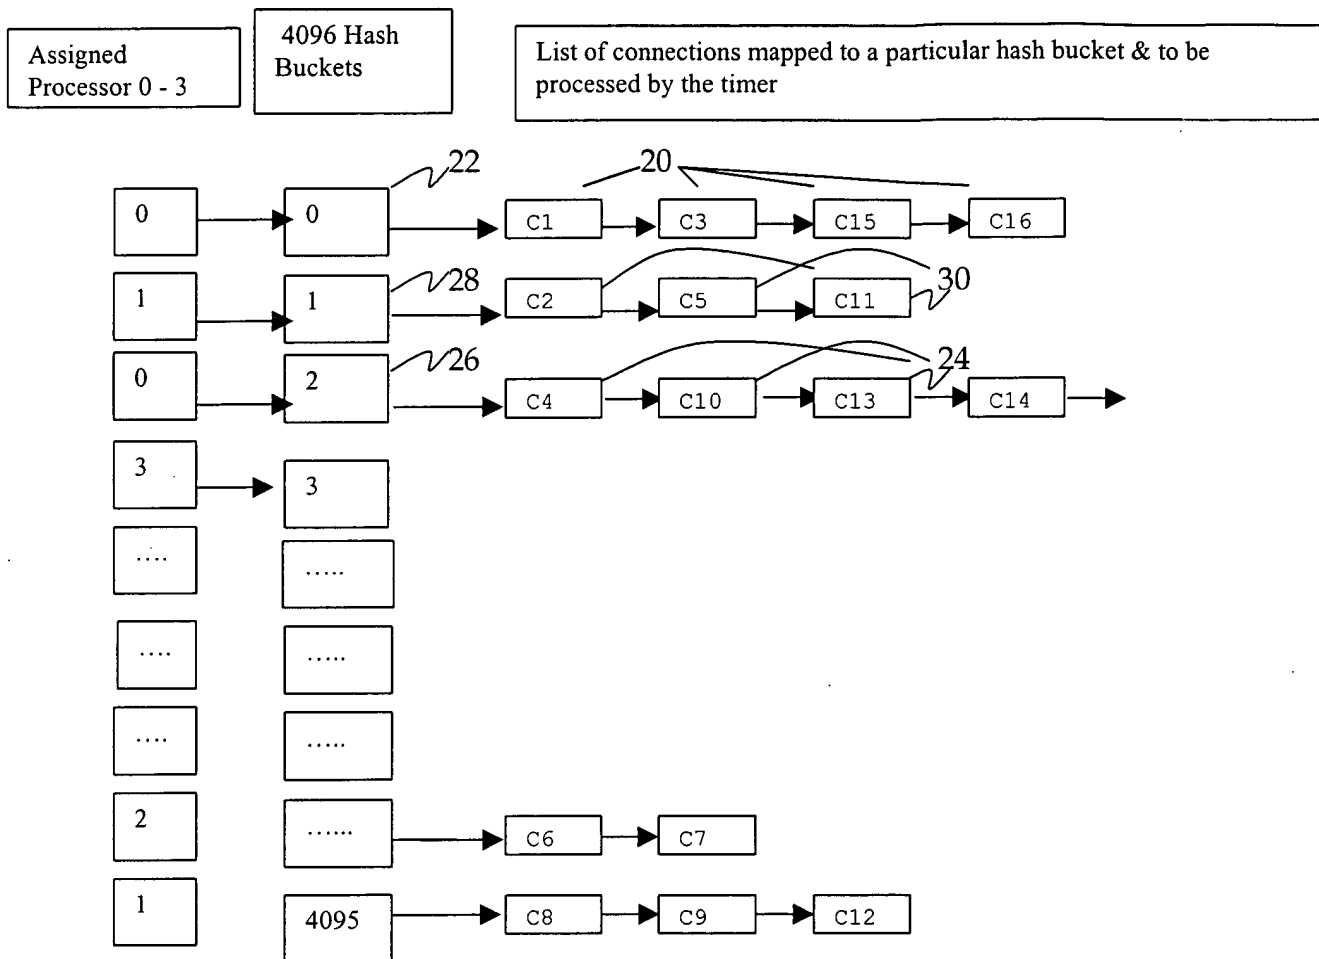 Assigned
Processor 0 - 3
4096 Hash
Buckets
List of connections mapped to a particular hash bucket & to be
processed by the timer
22
20
0
0
C1
C3
C15
C16
28
30
1
1
C2
C5
C11
26
24
0
2
C4
C10
C13
C14
3
3
....
.....
....
.....
....
.....
2
......
C6
C7
1
4095
C8
C9
C12